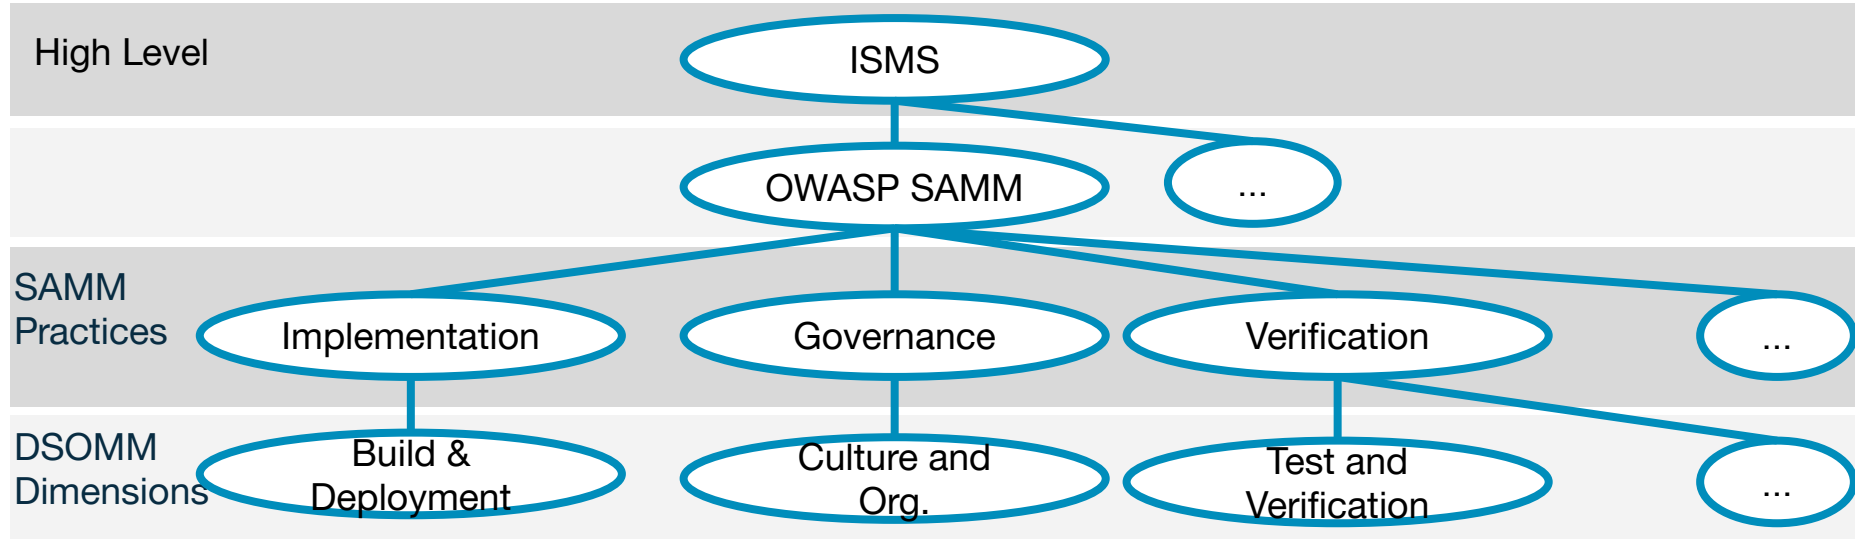 High Level
ISMS
OWASP SAMM
...
SAMM
Practices
Implementation
Governance
Verification
...
DSOMM
Dimensions
Build &
Deployment
Culture and
Org.
Test and
Verification
...